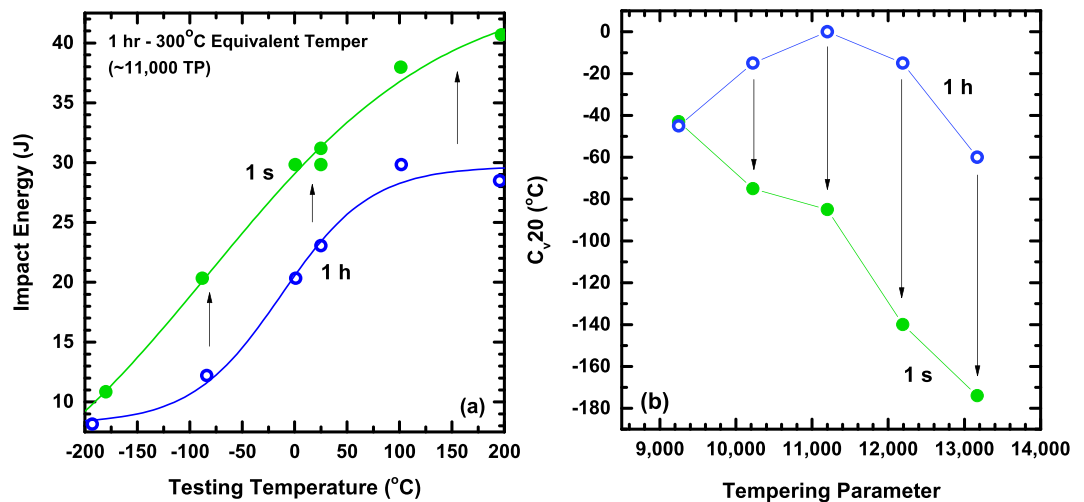 1 hr - 300°C Equivalent Temper
(~11,000 TP)
40
35
30
25
20
15
10
Impact Energy (J)
1 s
1 h
(a)
-200 -150 -100 -50 0 50 100 150 200
Testing Temperature (°C)
0
-20
-40
-60
-80
-100
-120
-140
-160
-180
Cv20 (°C)
1 h
1 s
(b)
9,000 10,000 11,000 12,000 13,000 14,000
Tempering Parameter